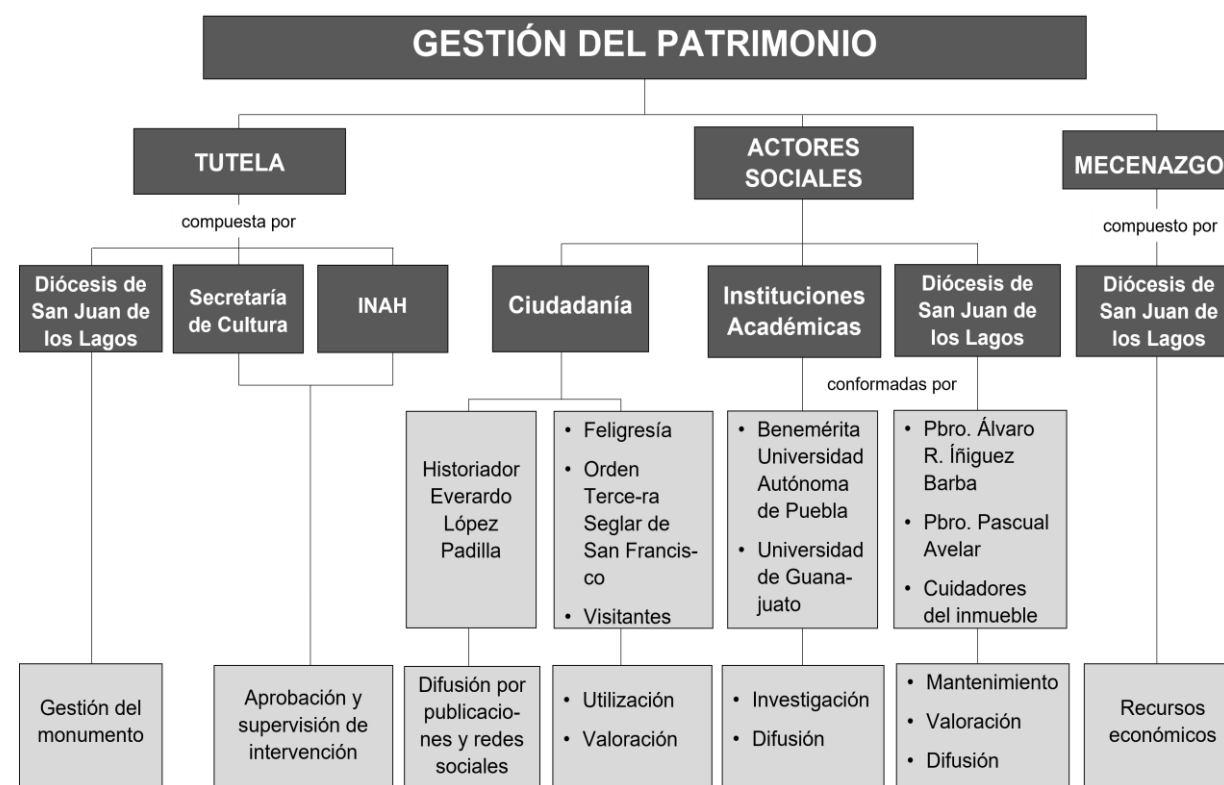 GESTIÓN DEL PATRIMONIO
TUTELA
ACTORES
SOCIALES
MECENAZGO
compuesta por
compuesto por
Diócesis de
San Juan de
los Lagos
Secretaría
de Cultura
INAH
Ciudadanía
Instituciones
Académicas
Diócesis de
San Juan de
los Lagos
Diócesis de
San Juan de
los Lagos
conformadas por
Historiador
Everardo
López
Padilla
• Feligresía
• Orden
Terce-ra
Seglar de
San Francis-
co
• Visitantes
• Benemérita
Universidad
Autónoma
de Puebla
• Universidad
de Guana-
juato
• Pbro. Álvaro
R. Íñiguez
Barba
• Pbro. Pascual
Avelar
• Cuidadores
del inmueble
Gestión del
monumento
Aprobación y
supervisión de
intervención
Difusión por
publicacio-
nes y redes
sociales
• Utilización
• Valoración
• Investigación
• Difusión
• Mantenimiento
• Valoración
• Difusión
Recursos
económicos